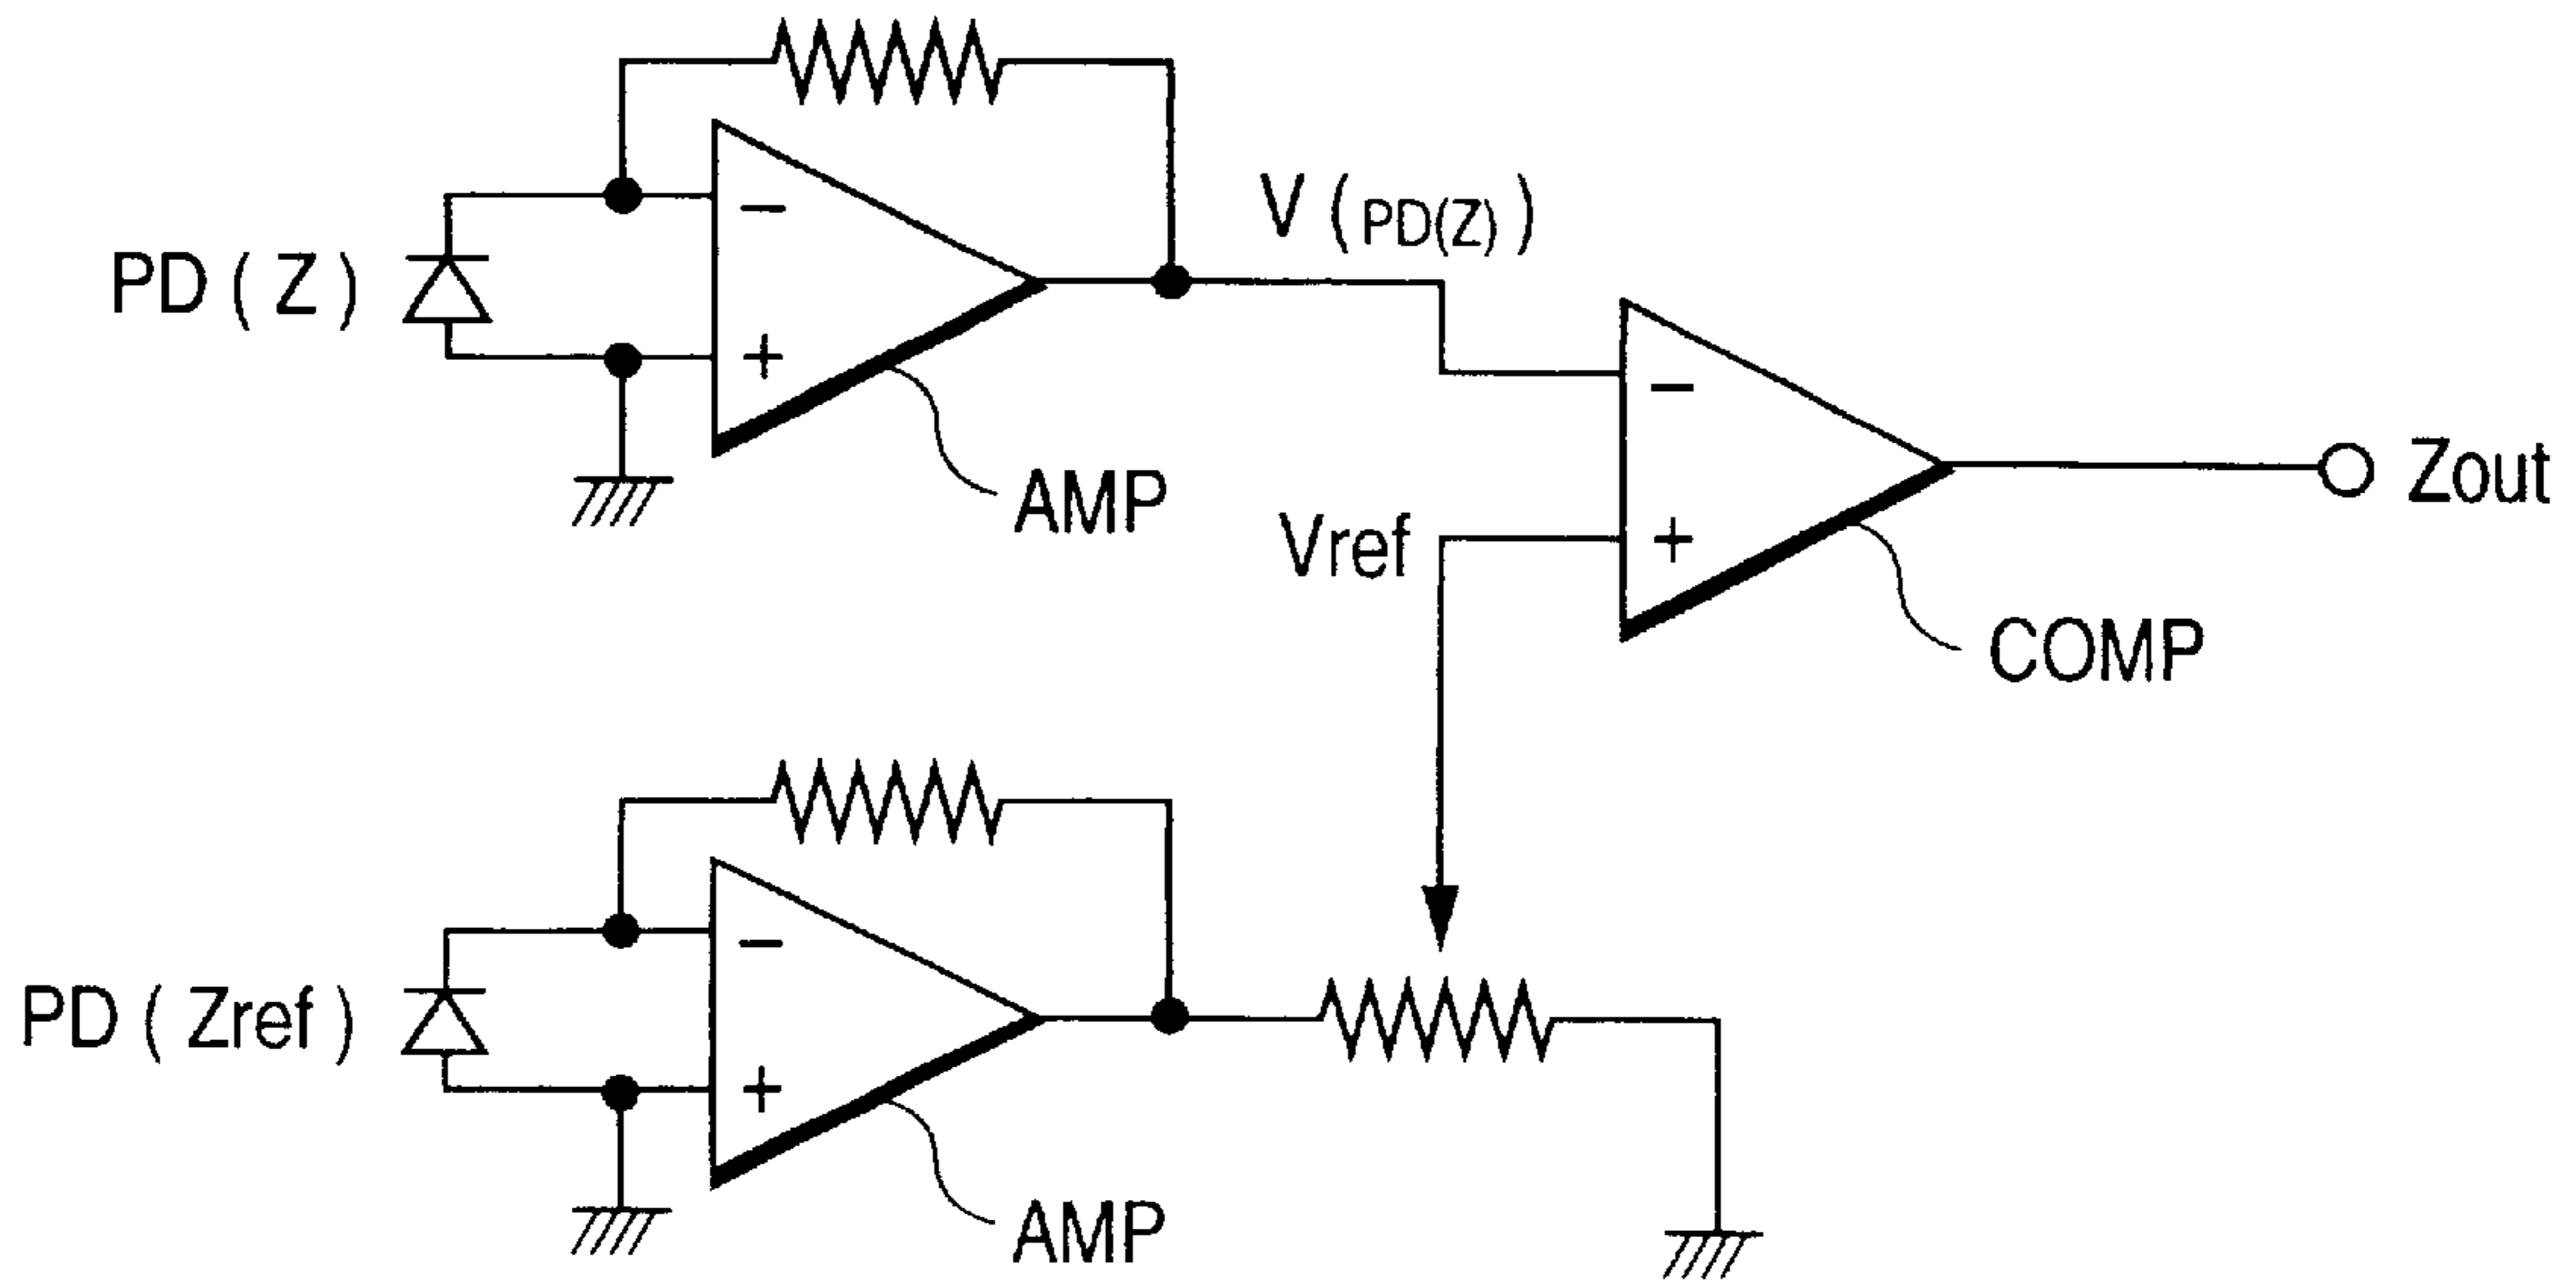 V (PD(Z))
PD ( Z )
−
+
AMP
−
Vref
+
Zout
COMP
PD ( Zref )
−
+
AMP